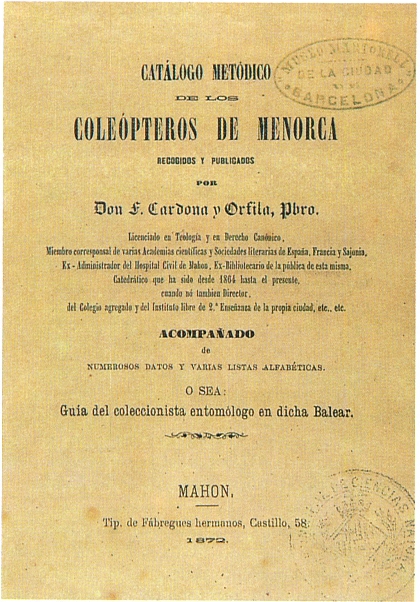 CATÁLOGO METÓDICO
DE LOS
COLEÓPTEROS DE MENORCA
RECOGIDOS Y PUBLICADOS
POR
Don F. Cardona y Orfila, Pbro.
Licenciado en Teología y en Derecho Canónico,
Miembro corresponsal de varias Academias científicas y Sociedades literarias de España, Francia y Sajonia,
Ex-Administrador del Hospital Civil de Mahon, Ex-Bibliotecario de la pública de esta misma,
Catedrático que ha sido desde 1864 hasta el presente,
cuando nó tambien Director,
del Colegio agregado y del Instituto libre de 2.ª Enseñanza de la propia ciudad, etc., etc.
ACOMPAÑADO
de
NUMEROSOS DATOS Y VARIAS LISTAS ALFABÉTICAS.
O SEA:
Guía del coleccionista entomólogo en dicha Balear.
MAHON,
Tip. de Fábregues hermanos, Castillo, 58.
1872.
MUSEO MARTORELL
DE LA CIUDAD
DE
BARCELONA
CIENCIAS